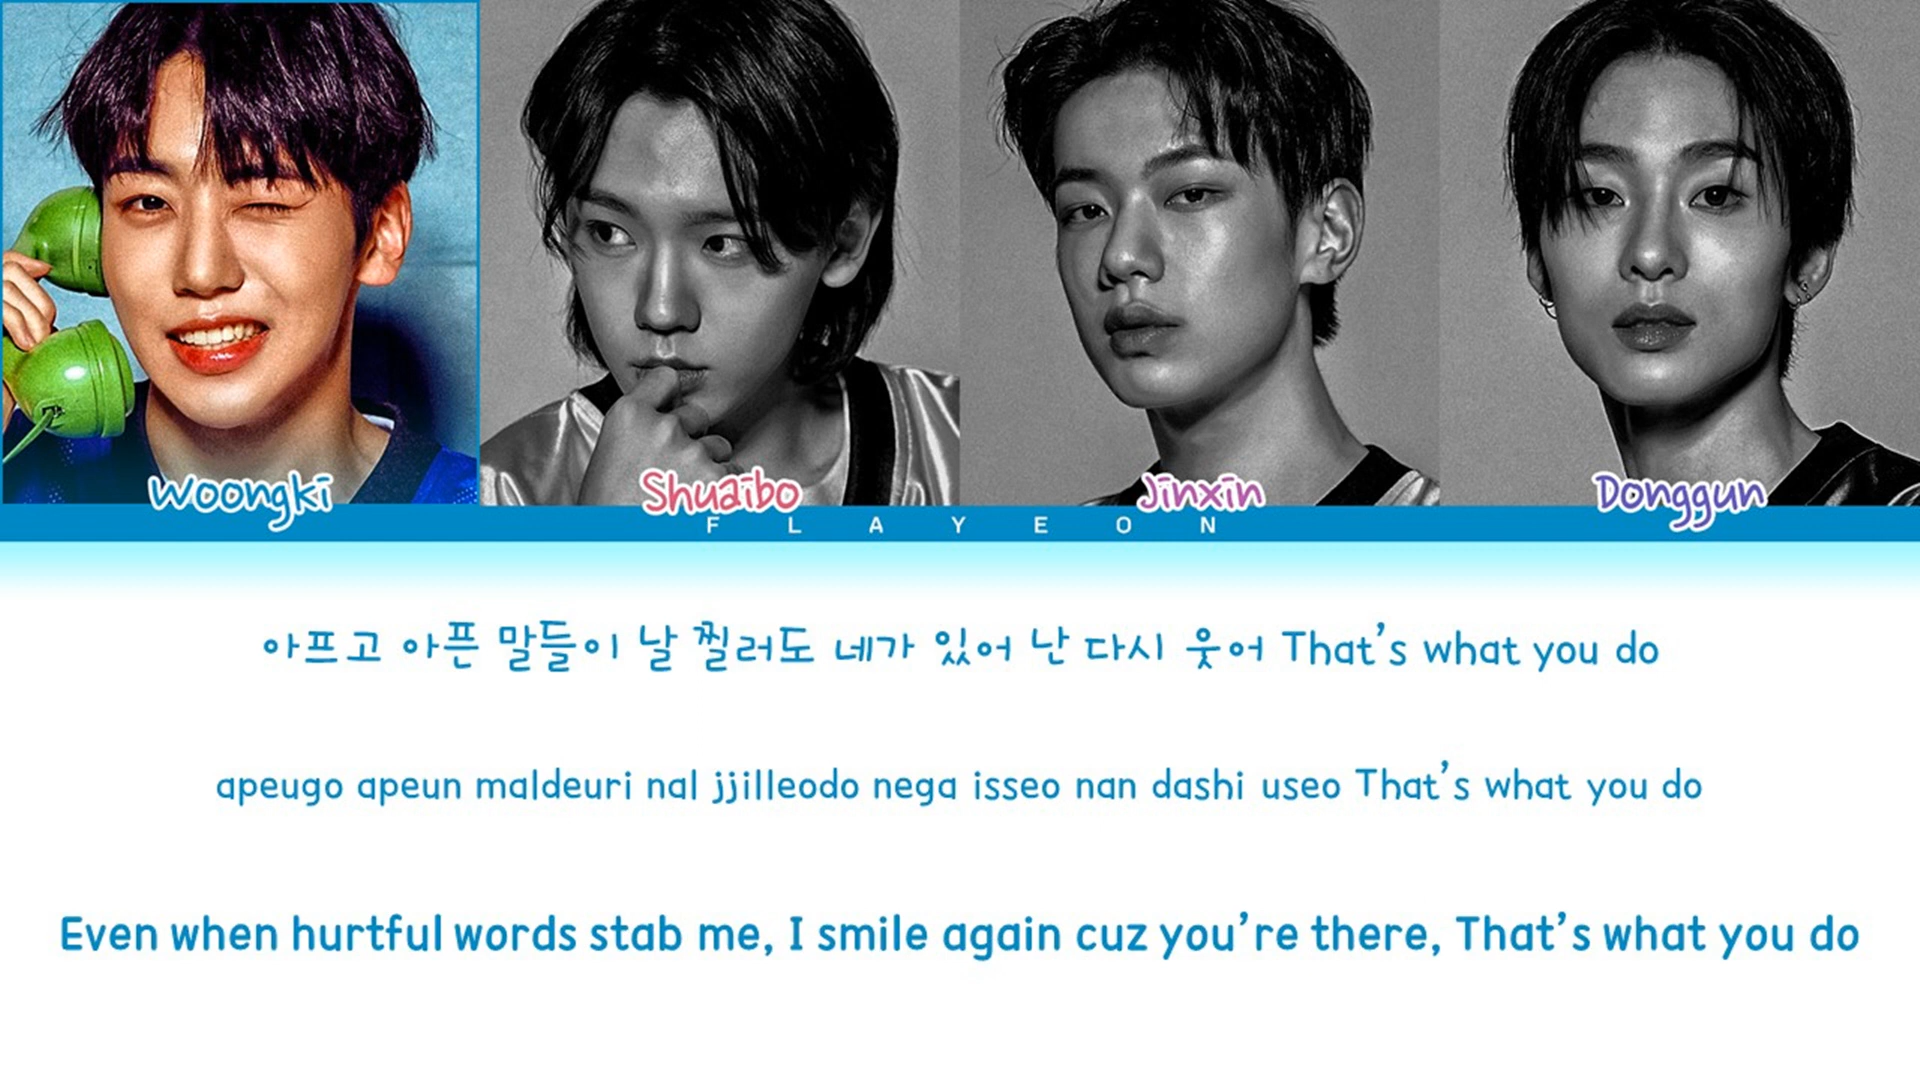 Woongki Shuaibo Jinxin Donggun
FLAYEON
아프고 아픈 말들이 날 찔러도 네가 있어 난 다시 웃어 That's what you do
apeugo apeun maldeuri nal jjilleodo nega isseo nan dashi useo That's what you do
Even when hurtful words stab me, I smile again cuz you're there, That's what you do